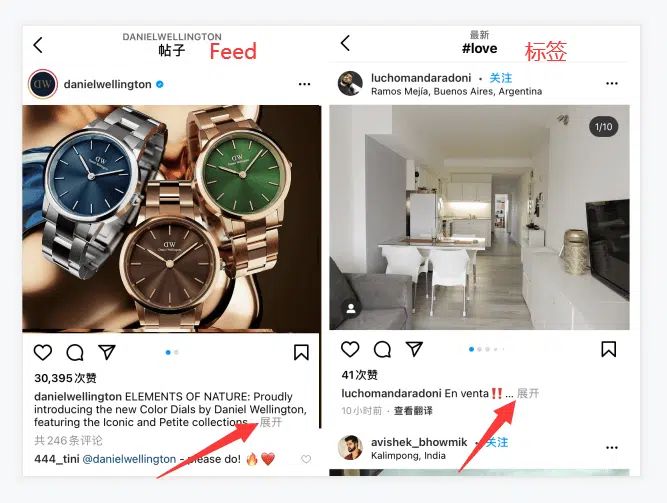 DANIELWELLINGTON
帖子
Feed
DW danielwellington
DW
DW
DW
30,395次赞
danielwellington ELEMENTS OF NATURE: Proudly
introducing the new Color Dials by Daniel Wellington,
featuring the Iconic and Petite collections... 展开
共246条评论
444_tini @danielwellington - please do! 🔥❤️
最新
#love
标签
luchomandaradoni • 关注
Ramos Mejía, Buenos Aires, Argentina
1/10
41次赞
luchomandaradoni En venta‼️... 展开
10小时前 · 查看翻译
avishek_bhowmik • 关注
Kalimpong, India